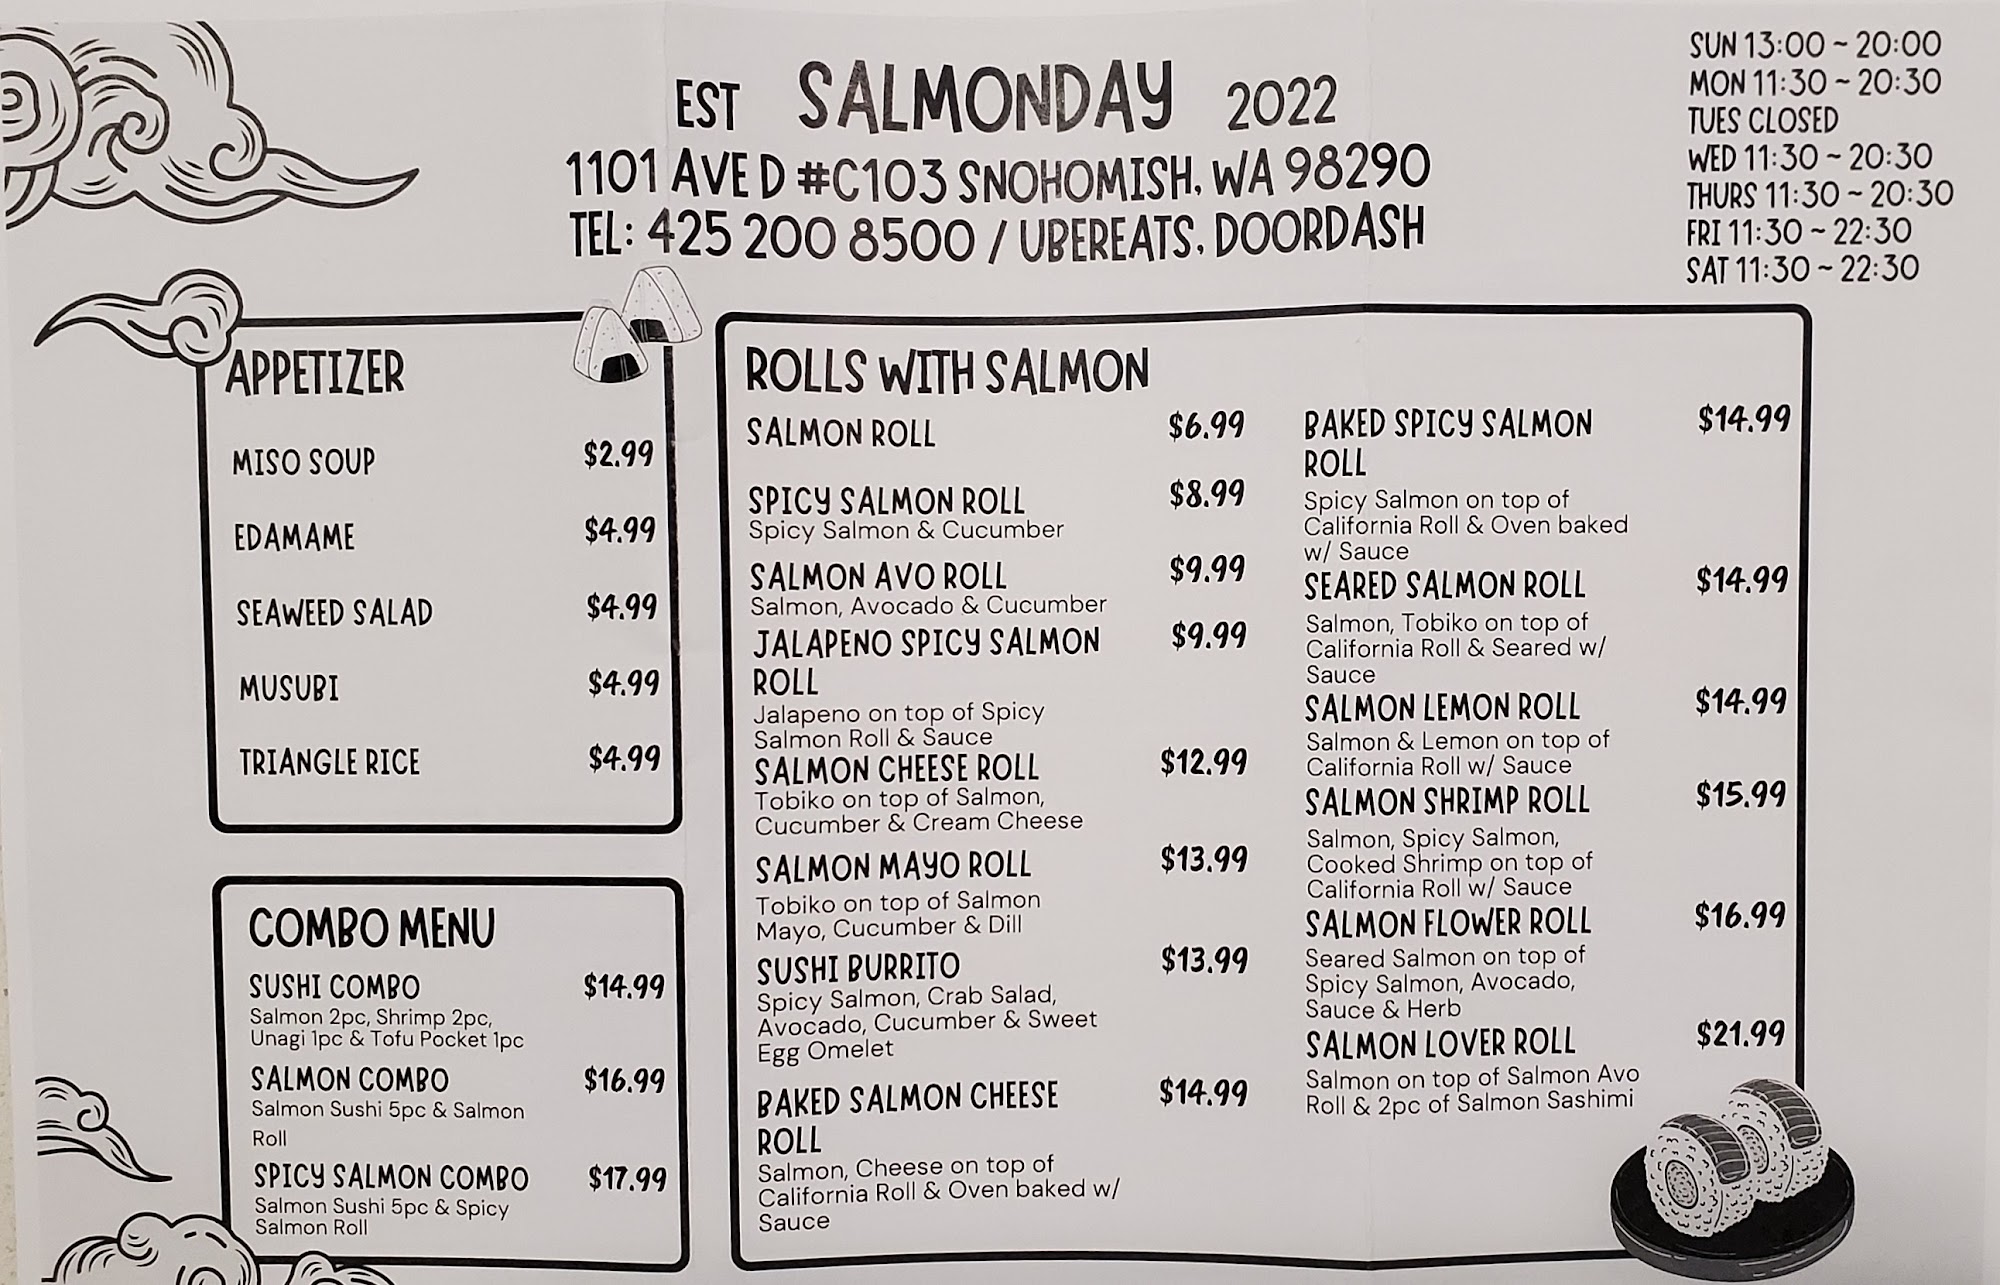 EST SALMONDAY 2022
1101 AVE D #C103 SNOHOMISH, WA 98290
TEL: 425 200 8500 / UBEREATS, DOORDASH
SUN 13:00 ~ 20:00
MON 11:30 ~ 20:30
TUES CLOSED
WED 11:30 ~ 20:30
THURS 11:30 ~ 20:30
FRI 11:30 ~ 22:30
SAT 11:30 ~ 22:30
APPETIZER
MISO SOUP $2.99
EDAMAME $4.99
SEAWEED SALAD $4.99
MUSUBI $4.99
TRIANGLE RICE $4.99
COMBO MENU
SUSHI COMBO $14.99
Salmon 2pc, Shrimp 2pc,
Unagi 1pc & Tofu Pocket 1pc
SALMON COMBO $16.99
Salmon Sushi 5pc & Salmon
Roll
SPICY SALMON COMBO $17.99
Salmon Sushi 5pc & Spicy
Salmon Roll
ROLLS WITH SALMON
SALMON ROLL $6.99
SPICY SALMON ROLL $8.99
Spicy Salmon & Cucumber
SALMON AVO ROLL $9.99
Salmon, Avocado & Cucumber
JALAPENO SPICY SALMON $9.99
ROLL
Jalapeno on top of Spicy
Salmon Roll & Sauce
SALMON CHEESE ROLL $12.99
Tobiko on top of Salmon,
Cucumber & Cream Cheese
SALMON MAYO ROLL $13.99
Tobiko on top of Salmon
Mayo, Cucumber & Dill
SUSHI BURRITO $13.99
Spicy Salmon, Crab Salad,
Avocado, Cucumber & Sweet
Egg Omelet
BAKED SALMON CHEESE $14.99
ROLL
Salmon, Cheese on top of
California Roll & Oven baked w/
Sauce
BAKED SPICY SALMON $14.99
ROLL
Spicy Salmon on top of
California Roll & Oven baked
w/ Sauce
SEARED SALMON ROLL $14.99
Salmon, Tobiko on top of
California Roll & Seared w/
Sauce
SALMON LEMON ROLL $14.99
Salmon & Lemon on top of
California Roll w/ Sauce
SALMON SHRIMP ROLL $15.99
Salmon, Spicy Salmon,
Cooked Shrimp on top of
California Roll w/ Sauce
SALMON FLOWER ROLL $16.99
Seared Salmon on top of
Spicy Salmon, Avocado,
Sauce & Herb
SALMON LOVER ROLL $21.99
Salmon on top of Salmon Avo
Roll & 2pc of Salmon Sashimi